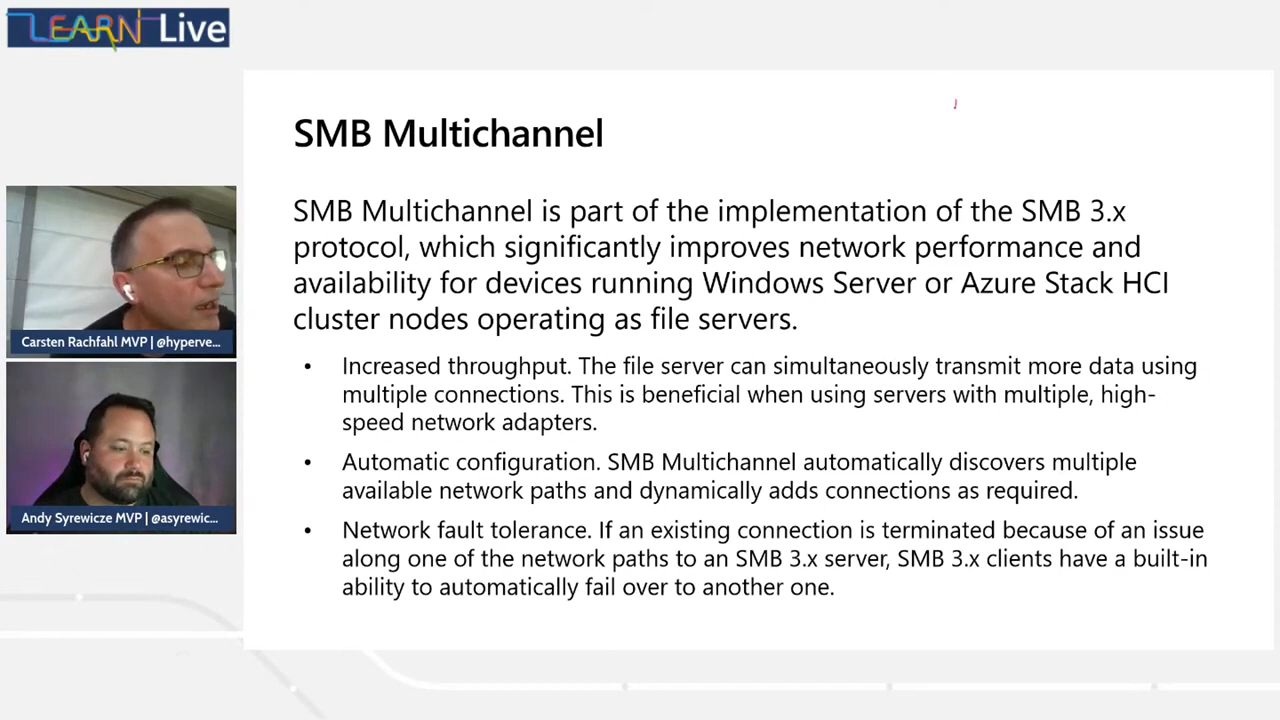 LEARN Live
SMB Multichannel
SMB Multichannel is part of the implementation of the SMB 3.x
protocol, which significantly improves network performance and
availability for devices running Windows Server or Azure Stack HCI
cluster nodes operating as file servers.
• Increased throughput. The file server can simultaneously transmit more data using
multiple connections. This is beneficial when using servers with multiple, high-
speed network adapters.
• Automatic configuration. SMB Multichannel automatically discovers multiple
available network paths and dynamically adds connections as required.
• Network fault tolerance. If an existing connection is terminated because of an issue
along one of the network paths to an SMB 3.x server, SMB 3.x clients have a built-in
ability to automatically fail over to another one.
Carsten Rachfahl MVP | @hyperve...
Andy Syrewicze MVP | @asyrewic...